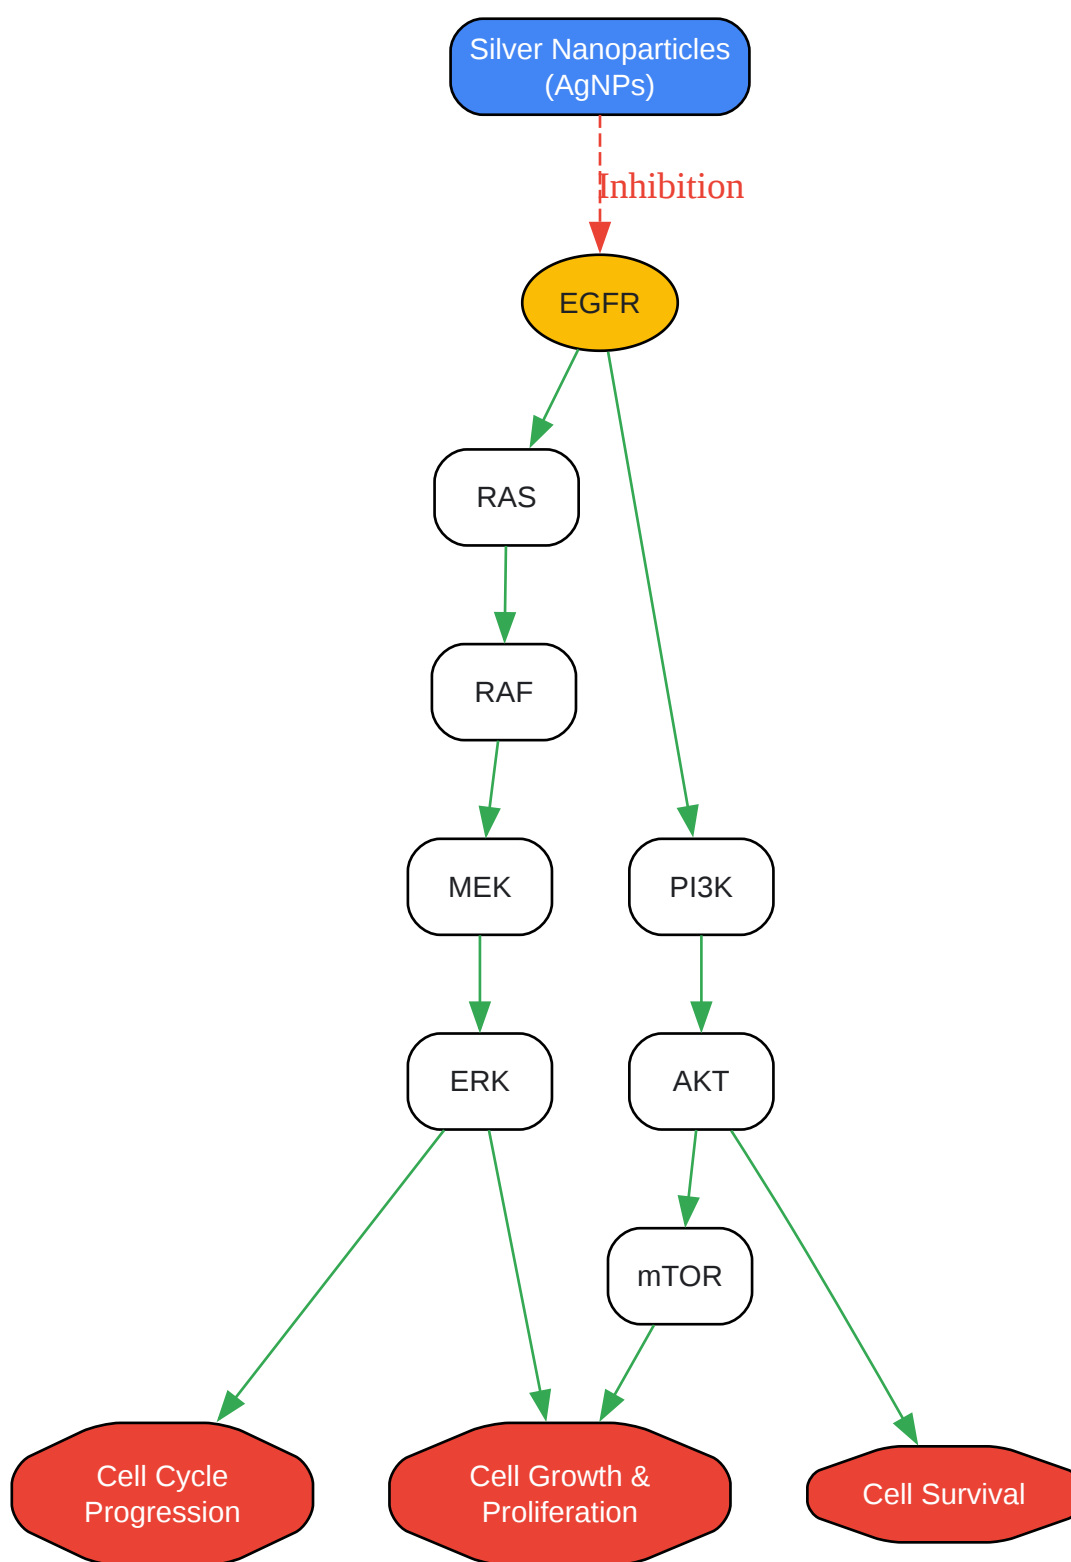 Silver Nanoparticles
(AgNPs)
Inhibition
EGFR
RAS
RAF
MEK
PI3K
ERK
AKT
mTOR
Cell Cycle
Progression
Cell Growth &
Proliferation
Cell Survival